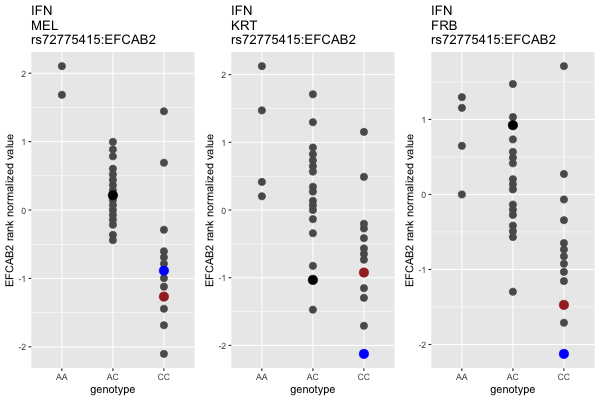 IFN
MEL
rs72775415:EFCAB2
EFCAB2 rank normalized value
2
1
0
-1
-2
AA AC CC
genotype
IFN
KRT
rs72775415:EFCAB2
EFCAB2 rank normalized value
2
1
0
-1
-2
AA AC CC
genotype
IFN
FRB
rs72775415:EFCAB2
EFCAB2 rank normalized value
1
0
-1
-2
AA AC CC
genotype